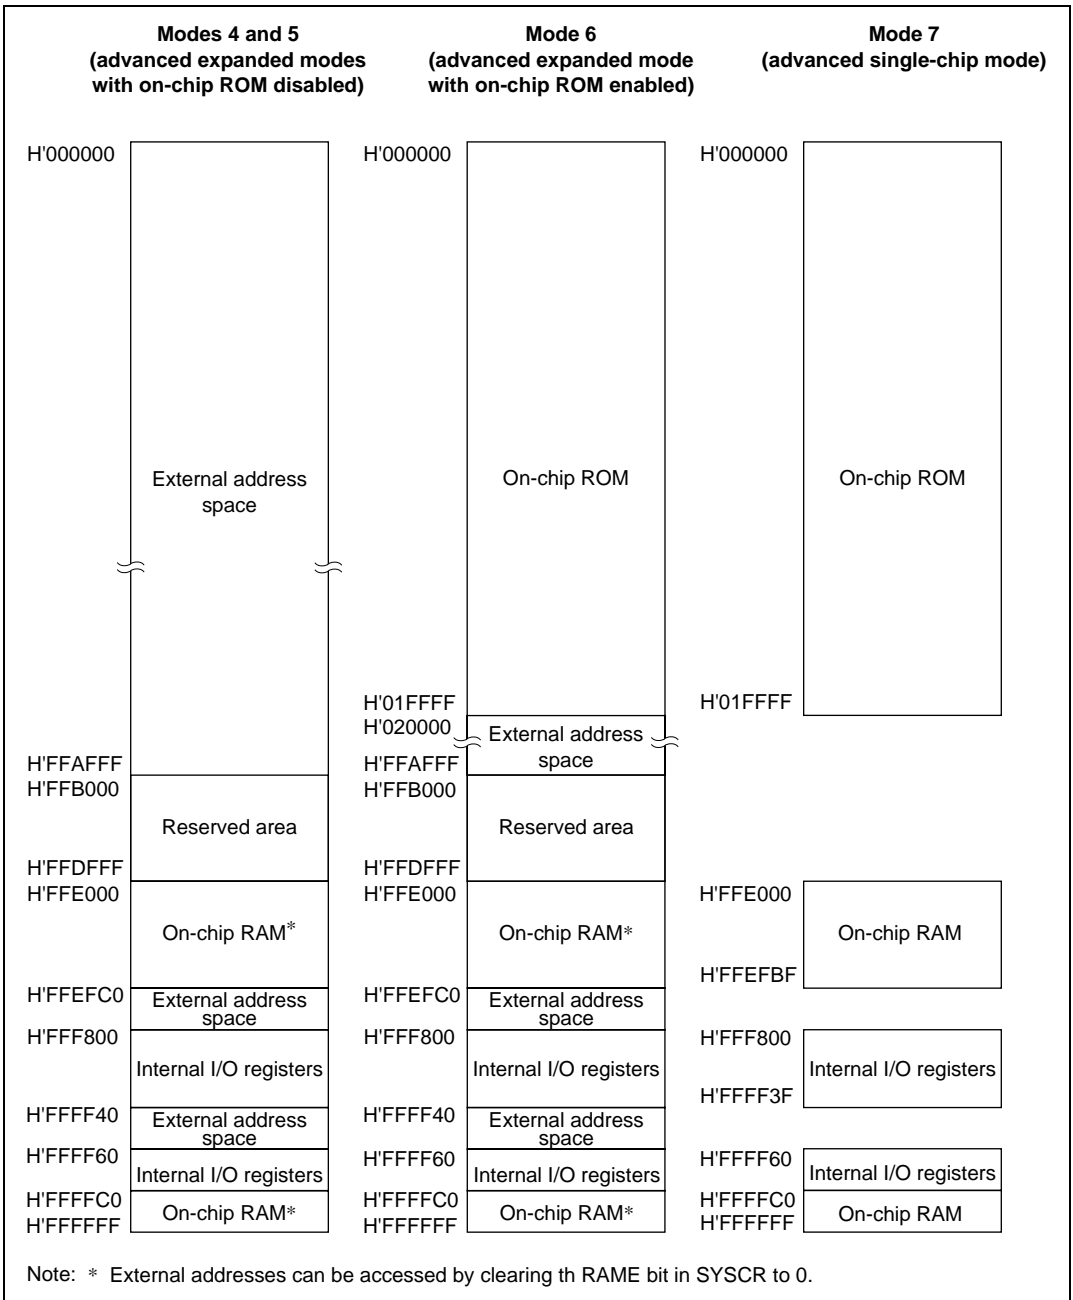 Modes 4 and 5
(advanced expanded modes
with on-chip ROM disabled)
H'000000
External address
space
H'FFAFFF
H'FFB000
Reserved area
H'FFDFFF
H'FFE000
On-chip RAM*
H'FFEFC0
External address
space
H'FFF800
Internal I/O registers
H'FFFF40
External address
space
H'FFFF60
Internal I/O registers
H'FFFFC0
On-chip RAM*
H'FFFFFF
Mode 6
(advanced expanded mode
with on-chip ROM enabled)
H'000000
On-chip ROM
H'01FFFF
H'020000
External address
space
H'FFAFFF
H'FFB000
Reserved area
H'FFDFFF
H'FFE000
On-chip RAM*
H'FFEFC0
External address
space
H'FFF800
Internal I/O registers
H'FFFF40
External address
space
H'FFFF60
Internal I/O registers
H'FFFFC0
On-chip RAM*
H'FFFFFF
Mode 7
(advanced single-chip mode)
H'000000
On-chip ROM
H'01FFFF
H'FFE000
On-chip RAM
H'FFEFBF
H'FFF800
Internal I/O registers
H'FFFF3F
H'FFFF60
Internal I/O registers
H'FFFFC0
On-chip RAM
H'FFFFFF
Note: * External addresses can be accessed by clearing th RAME bit in SYSCR to 0.